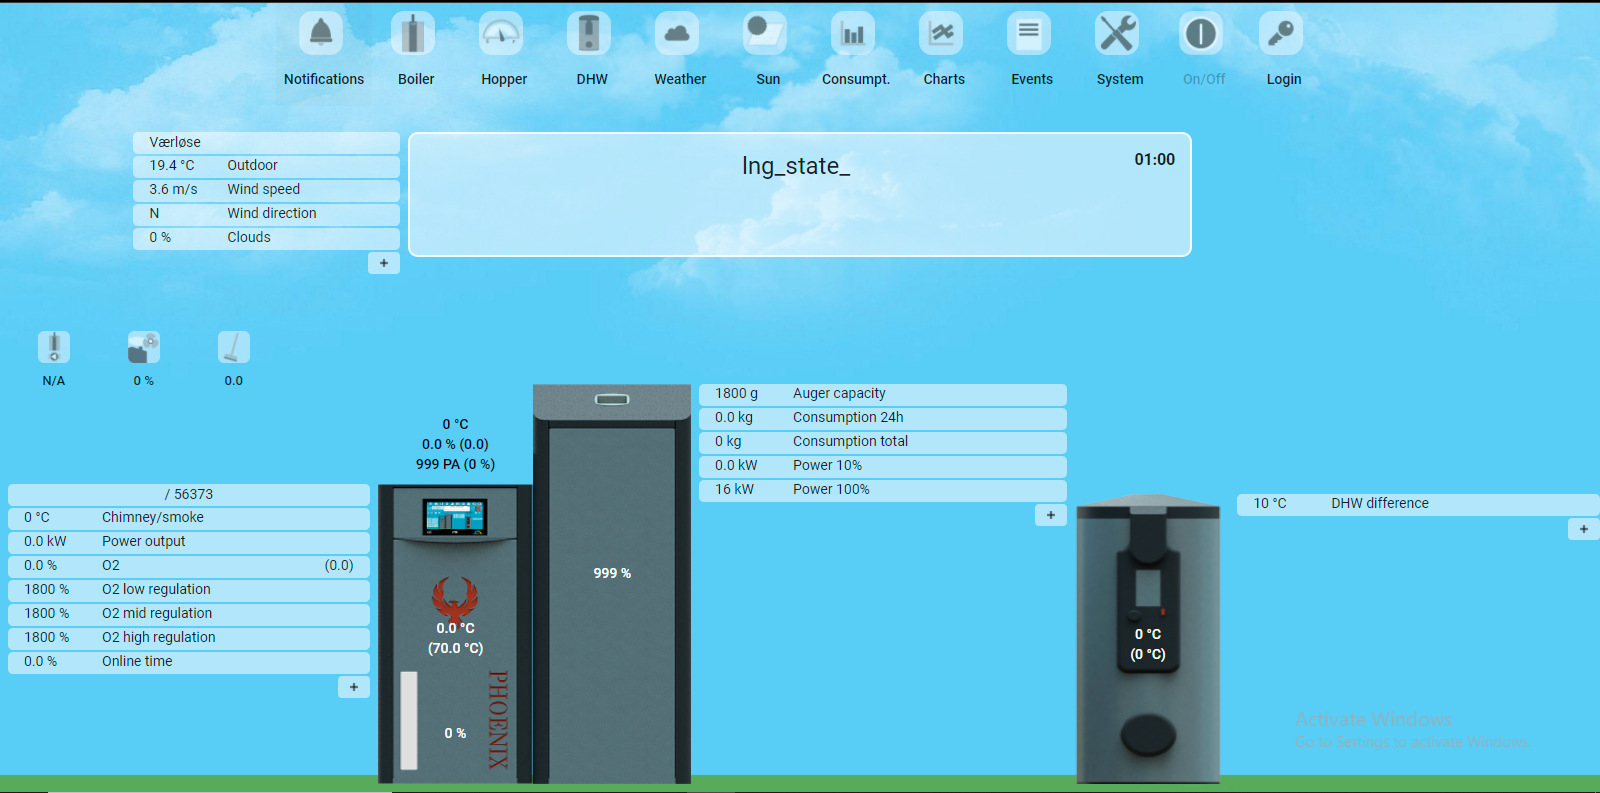 Notifications
Boiler
Hopper
DHW
Weather
Sun
Consumpt.
Charts
Events
System
On/Off
Login
Værløse
19.4 °C Outdoor
3.6 m/s Wind speed
N Wind direction
0 % Clouds
+
lng_state_
01:00
N/A
0 %
0.0
0 °C
0.0 % (0.0)
999 PA (0 %)
/ 56373
0 °C Chimney/smoke
0.0 kW Power output
0.0 % O2 (0.0)
1800 % O2 low regulation
1800 % O2 mid regulation
1800 % O2 high regulation
0.0 % Online time
+
0.0 °C
(70.0 °C)
PHOENIX
0 %
999 %
1800 g Auger capacity
0.0 kg Consumption 24h
0 kg Consumption total
0.0 kW Power 10%
16 kW Power 100%
+
0 °C
(0 °C)
10 °C DHW difference
+
Activate Windows
Go to Settings to activate Windows.